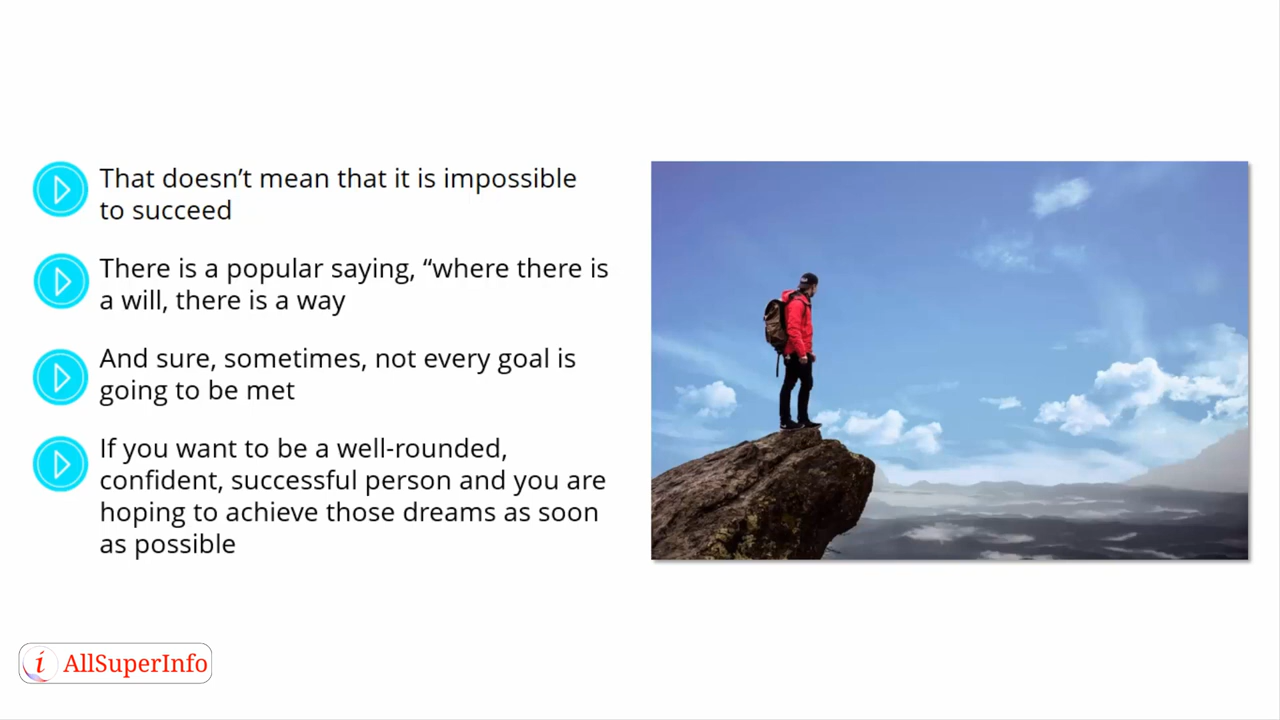 That doesn’t mean that it is impossible
to succeed
There is a popular saying, “where there is
a will, there is a way
And sure, sometimes, not every goal is
going to be met
If you want to be a well-rounded,
confident, successful person and you are
hoping to achieve those dreams as soon
as possible
i AllSuperInfo